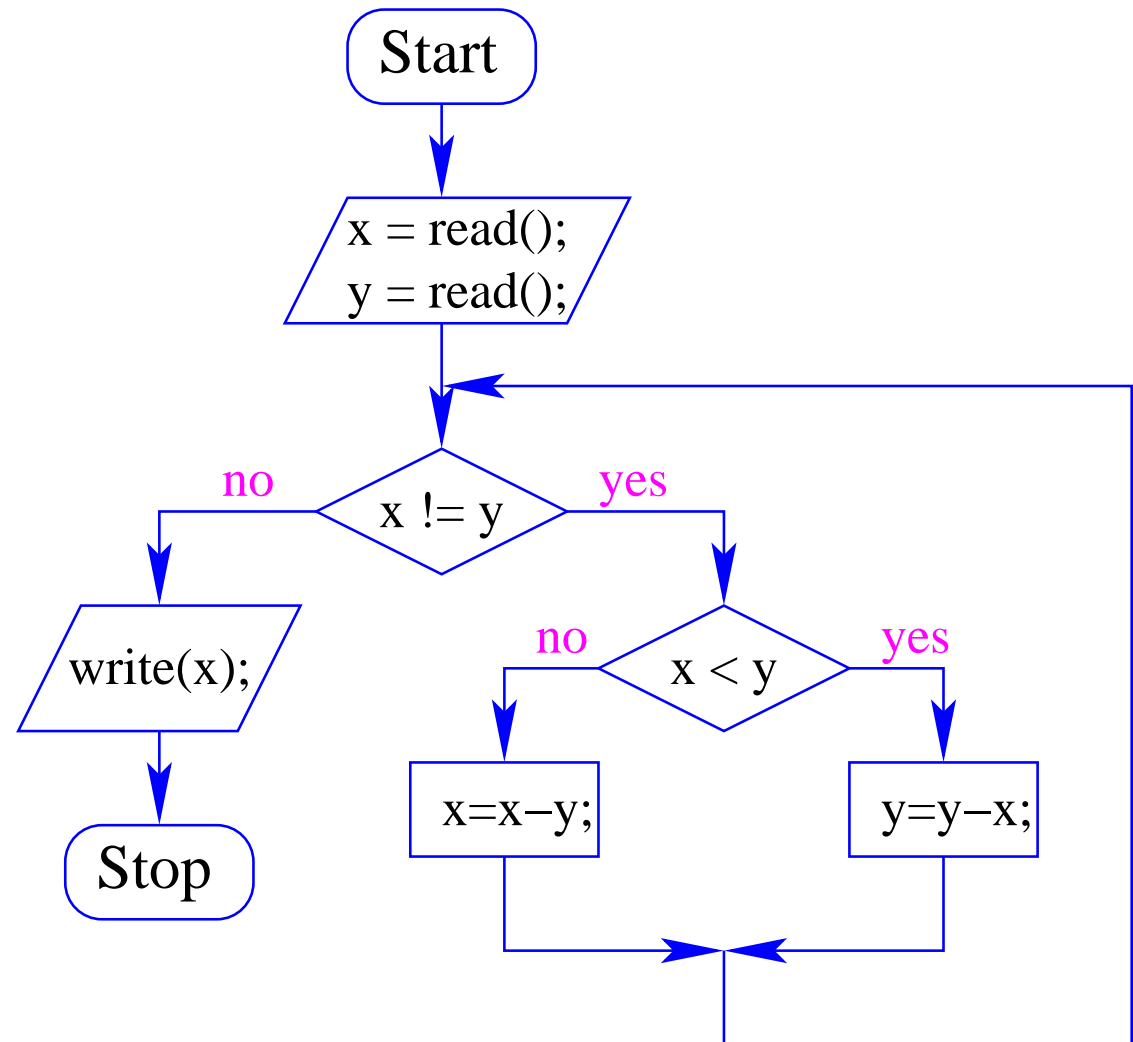 Start
x = read();
y = read();
no
yes
x != y
no
yes
write(x);
x < y
x=x−y;
y=y−x;
Stop